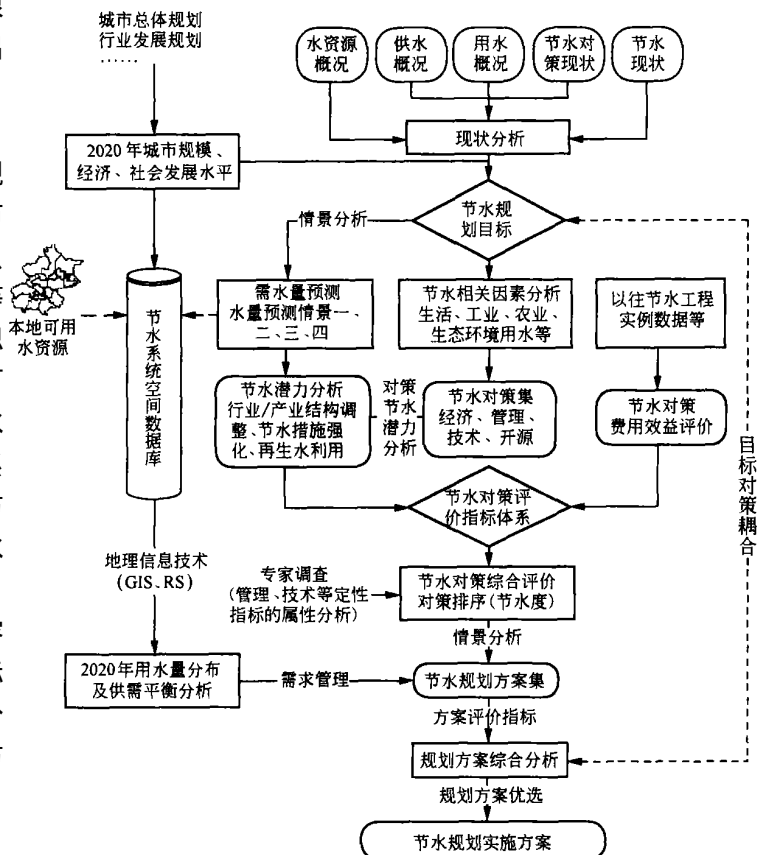 城市总体规划
行业发展规划
……
水资源
概况
供水
概况
用水
概况
节水对
策现状
节水
现状
现状分析
2020年城市规模、
经济、社会发展水平
节水规
划目标
情景分析
本地可用
水资源
节水系统空间数据库
需水量预测
水量预测情景一、
二、三、四
节水相关因素分析
生活、工业、农业、
生态环境用水等
以往节水工程
实例数据等
节水潜力分析
行业/产业结构调
整、节水措施强
化、再生水利用
对策
节水
潜力
分析
节水对策集
经济、管理、
技术、开源
节水对策
费用效益评价
目标对策耦合
节水对策评
价指标体系
地理信息技术
(GIS、RS)
专家调查
(管理、技术等定性
指标的属性分析)
节水对策综合评价
对策排序(节水度)
情景分析
2020年用水量分布
及供需平衡分析
需求管理
节水规划方案集
方案评价指标
规划方案综合分析
规划方案优选
节水规划实施方案